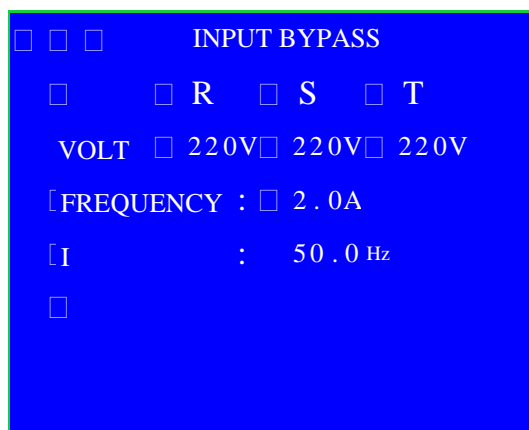 INPUT BYPASS
R S T
VOLT 220V 220V 220V
FREQUENCY : 2.0A
I : 50.0 Hz